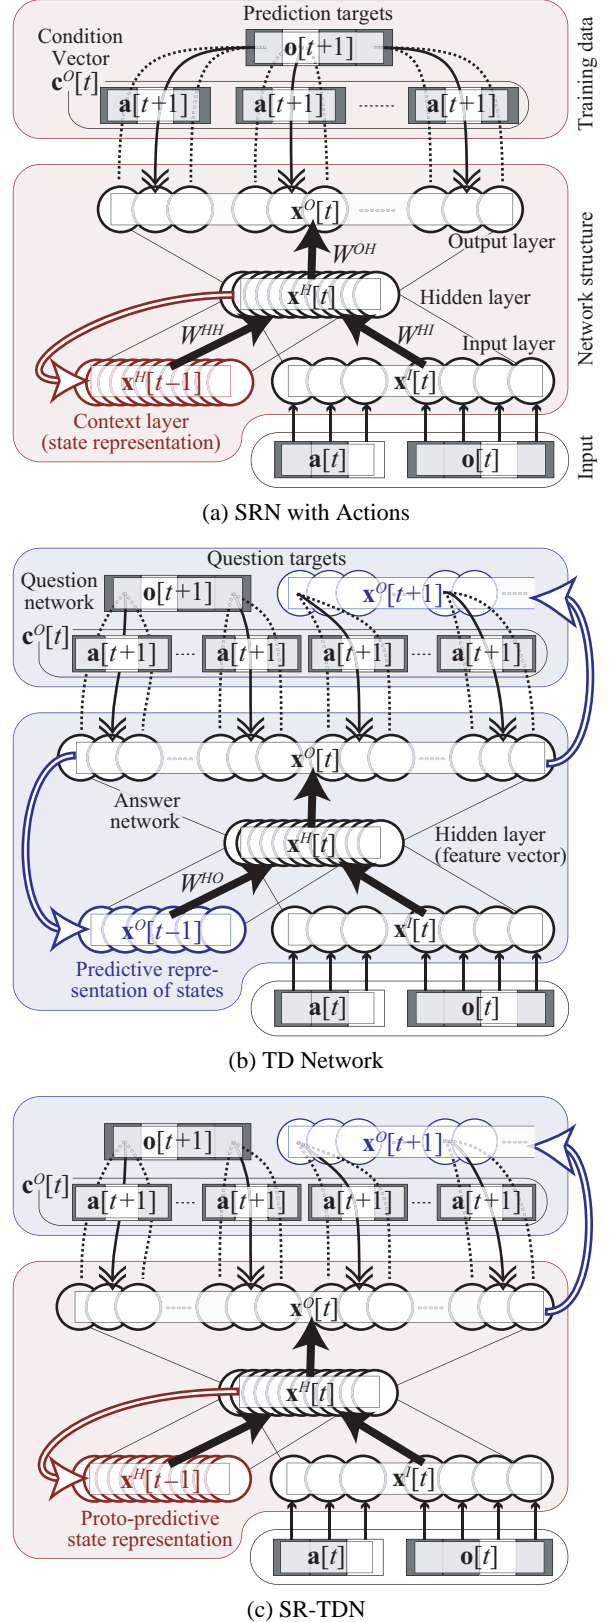 Prediction targets
Condition
Vector
o[t+1]
c^O[t]
a[t+1] a[t+1] ...... a[t+1]
Training data
x^O[t] .......
W^OH
Output layer
x^H[t]
Hidden layer
W^HH
W^HI
Input layer
x^H[t−1]
x^I[t]
Network structure
Context layer
(state representation)
a[t]
o[t]
Input
(a) SRN with Actions
Question targets
Question
network
o[t+1]
x^O[t+1] .....
c^O[t]
a[t+1] .... a[t+1] a[t+1] .... a[t+1]
..... x^O[t] .....
Answer
network
x^H[t]
Hidden layer
(feature vector)
W^HO
x^O[t−1]
x^I[t]
Predictive repre-
sentation of states
a[t]
o[t]
(b) TD Network
o[t+1]
x^O[t+1] .....
c^O[t]
a[t+1] .... a[t+1] a[t+1] .... a[t+1]
..... x^O[t] .....
x^H[t]
x^H[t−1]
x^I[t]
Proto-predictive
state representation
a[t]
o[t]
(c) SR-TDN